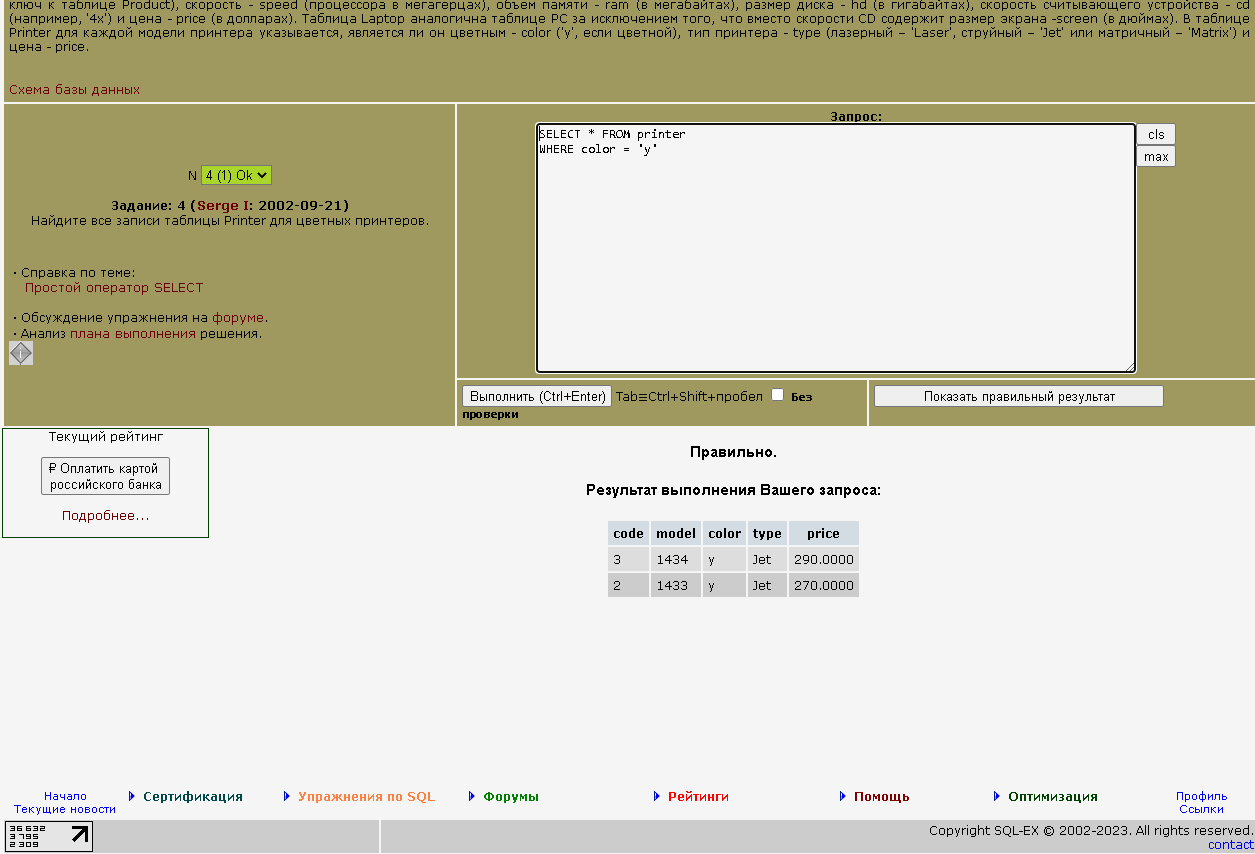 ключ к таблице Product), скорость - speed (процессора в мегагерцах), объем памяти - ram (в мегабайтах), размер диска - hd (в гигабайтах), скорость считывающего устройства - cd
(например, '4x') и цена - price (в долларах). Таблица Laptop аналогична таблице РС за исключением того, что вместо скорости CD содержит размер экрана -screen (в дюймах). В таблице
Printer для каждой модели принтера указывается, является ли он цветным - color ('y', если цветной), тип принтера - type (лазерный – 'Laser', струйный – 'Jet' или матричный – 'Matrix') и
цена - price.
Схема базы данных
N 4 (1) Ok
Задание: 4 (Serge I: 2002-09-21)
Найдите все записи таблицы Printer для цветных принтеров.
· Справка по теме:
Простой оператор SELECT
· Обсуждение упражнения на форуме.
· Анализ плана выполнения решения.
Запрос:
SELECT * FROM printer
WHERE color = 'y'
cls
max
Выполнить (Ctrl+Enter) Tab≡Ctrl+Shift+пробел Без
проверки
Показать правильный результат
Текущий рейтинг
₽ Оплатить картой
российского банка
Подробнее...
Правильно.
Результат выполнения Вашего запроса:
code model color type price
3 1434 y Jet 290.0000
2 1433 y Jet 270.0000
Начало
Текущие новости
Сертификация
Упражнения по SQL
Форумы
Рейтинги
Помощь
Оптимизация
Профиль
Ссылки
36 632
3 795
2 309
Copyright SQL-EX © 2002-2023. All rights reserved.
contact